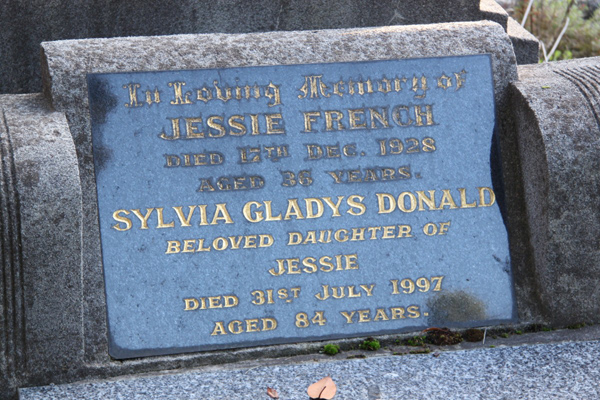 In Loving Memory of
JESSIE FRENCH
DIED 17TH DEC. 1928
AGED 36 YEARS.
SYLVIA GLADYS DONALD
BELOVED DAUGHTER OF
JESSIE
DIED 31ST JULY 1997
AGED 84 YEARS.